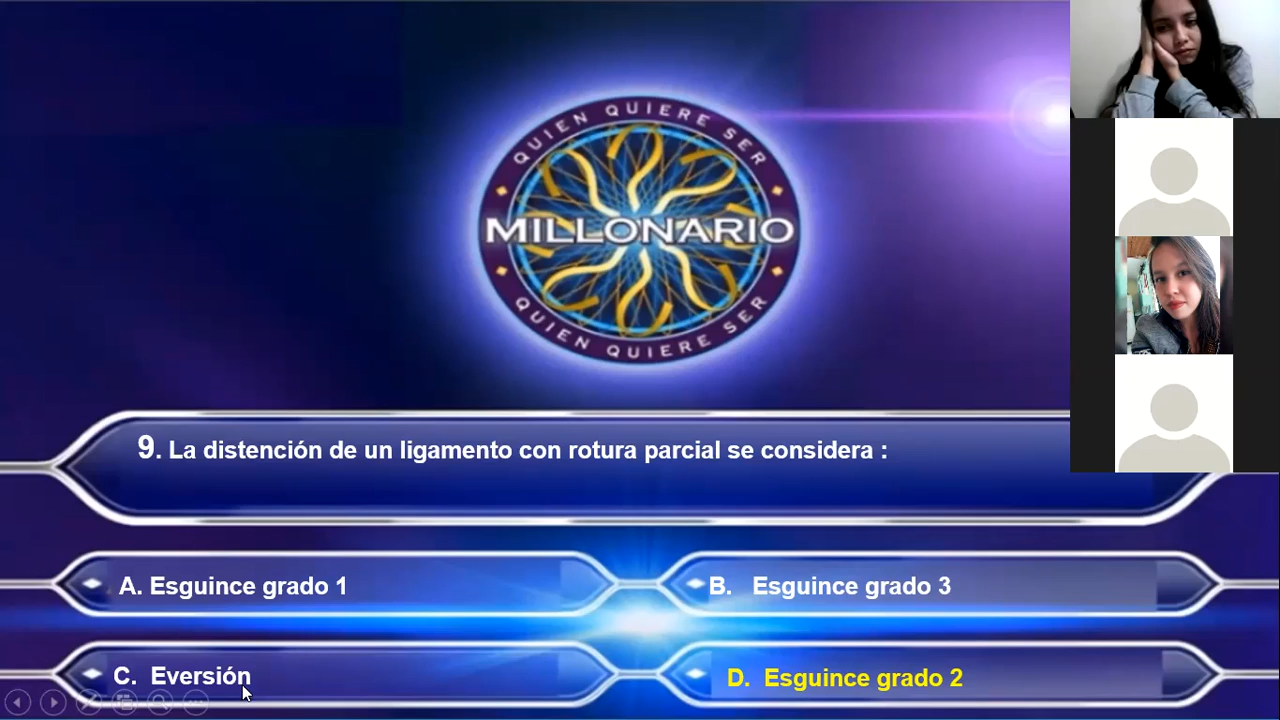 QUIEN QUIERE SER
MILLONARIO
QUIEN QUIERE SER
9. La distención de un ligamento con rotura parcial se considera :
A. Esguince grado 1
B. Esguince grado 3
C. Eversión
D. Esguince grado 2